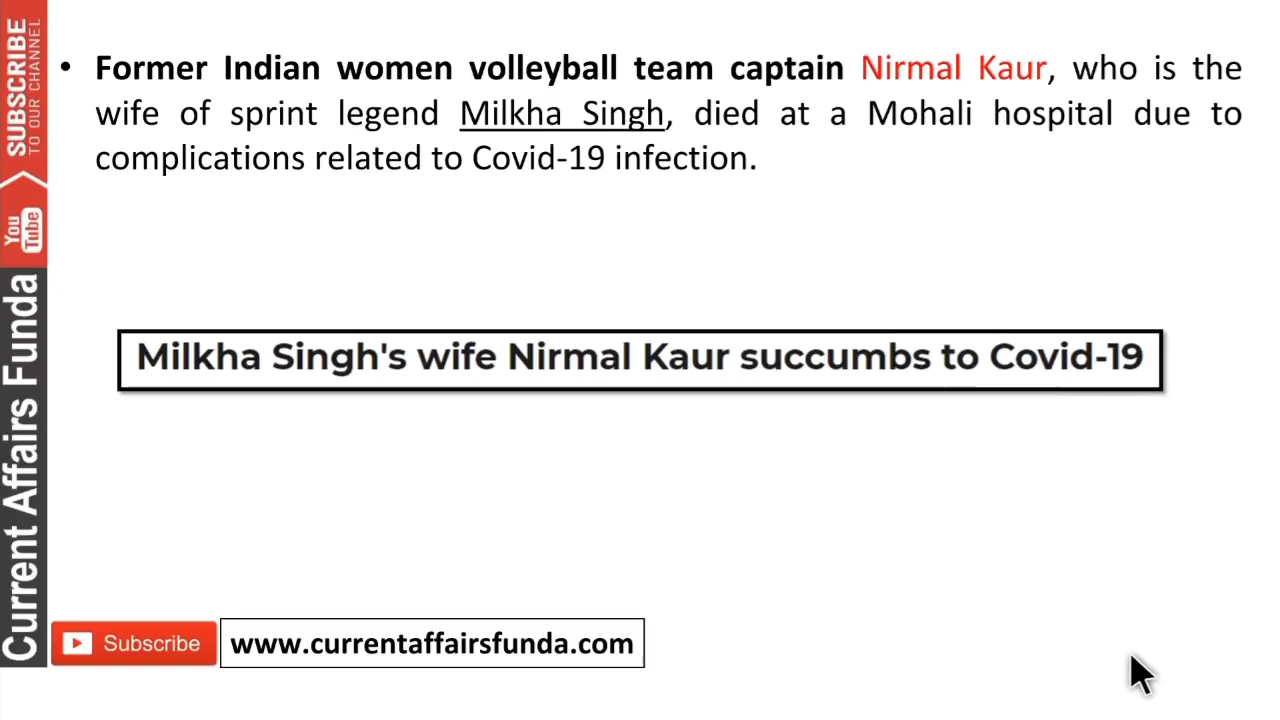 SUBSCRIBE
TO OUR CHANNEL
You
Tube
Current Affairs Funda
• Former Indian women volleyball team captain Nirmal Kaur, who is the
wife of sprint legend Milkha Singh, died at a Mohali hospital due to
complications related to Covid-19 infection.
Milkha Singh's wife Nirmal Kaur succumbs to Covid-19
Subscribe
www.currentaffairsfunda.com